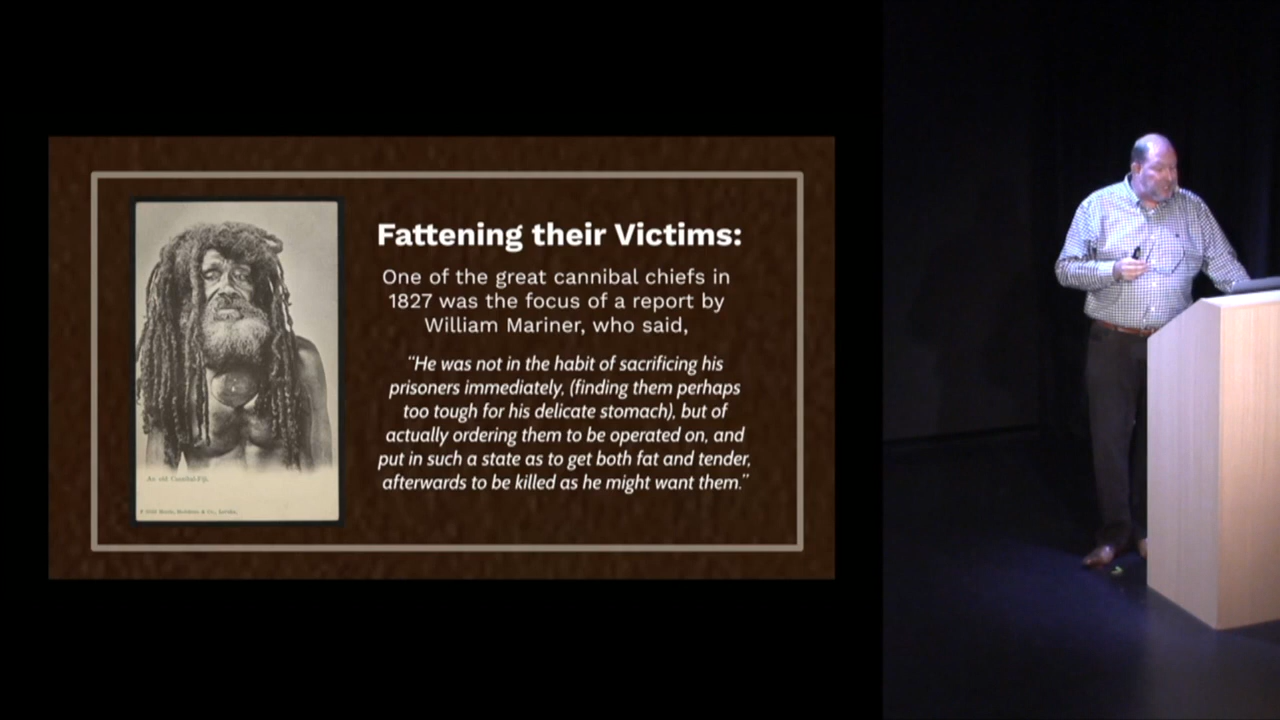 Fattening their Victims:
One of the great cannibal chiefs in
1827 was the focus of a report by
William Mariner, who said,
"He was not in the habit of sacrificing his
prisoners immediately, (finding them perhaps
too tough for his delicate stomach), but of
actually ordering them to be operated on, and
put in such a state as to get both fat and tender,
afterwards to be killed as he might want them."
An old Cannibal-Fiji.